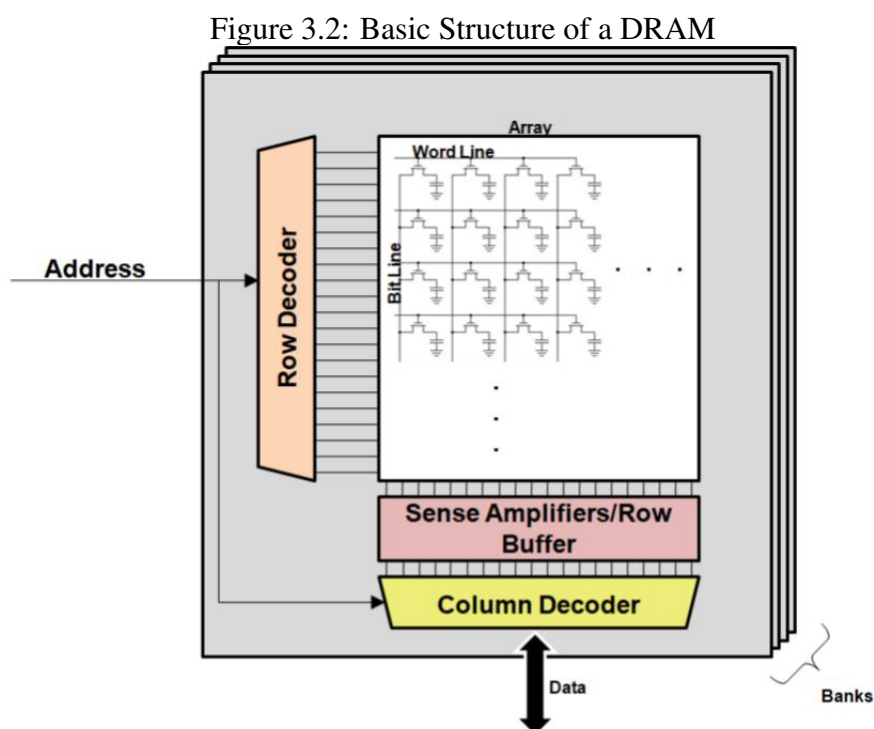 Figure 3.2: Basic Structure of a DRAM
Array
Word Line
Bit Line
Row Decoder
Address
Sense Amplifiers/Row
Buffer
Column Decoder
Data
Banks